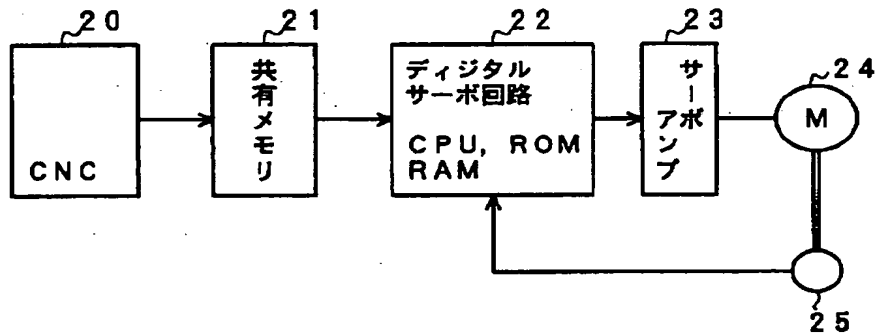 20
21
22
23
24
25
CNC
共有メモリ
ディジタル
サーボ回路
CPU, ROM
RAM
サーボ
アンプ
M